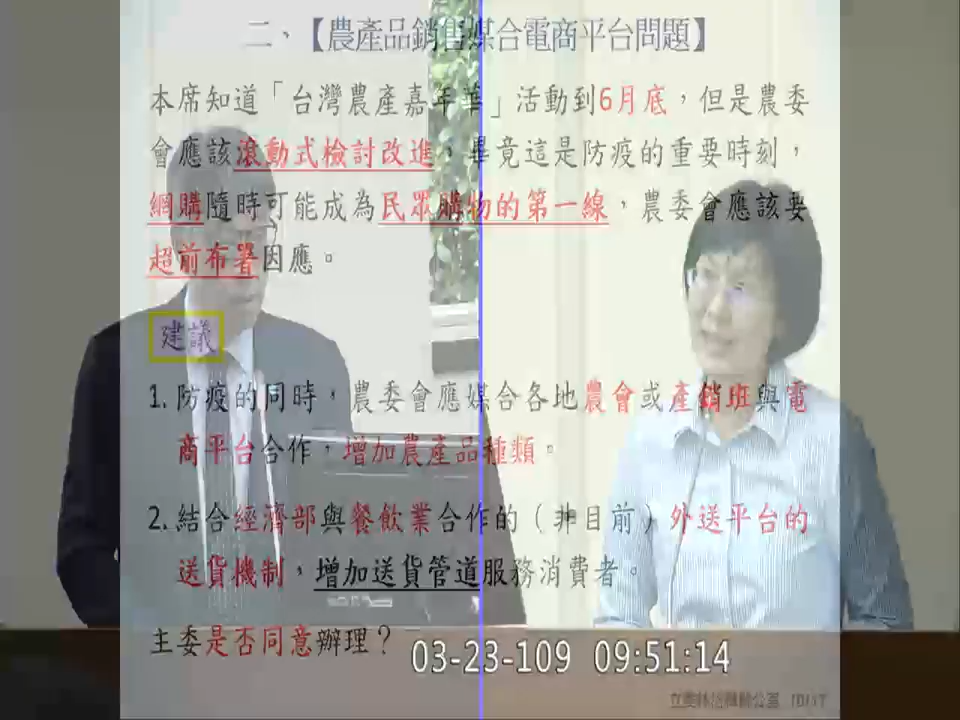 二、【農產品銷售媒合電商平台問題】
本席知道「台灣農產嘉年華」活動到6月底，但是農委
會應該滾動式檢討改進，畢竟這是防疫的重要時刻，
網購隨時可能成為民眾購物的第一線，農委會應該要
超前布署因應。
建議
1. 防疫的同時，農委會應媒合各地農會或產銷班與電
商平台合作，增加農產品種類。
2. 結合經濟部與餐飲業合作的（非目前）外送平台的
送貨機制，增加送貨管道服務消費者。
主委是否同意辦理？
03-23-109 09:51:14